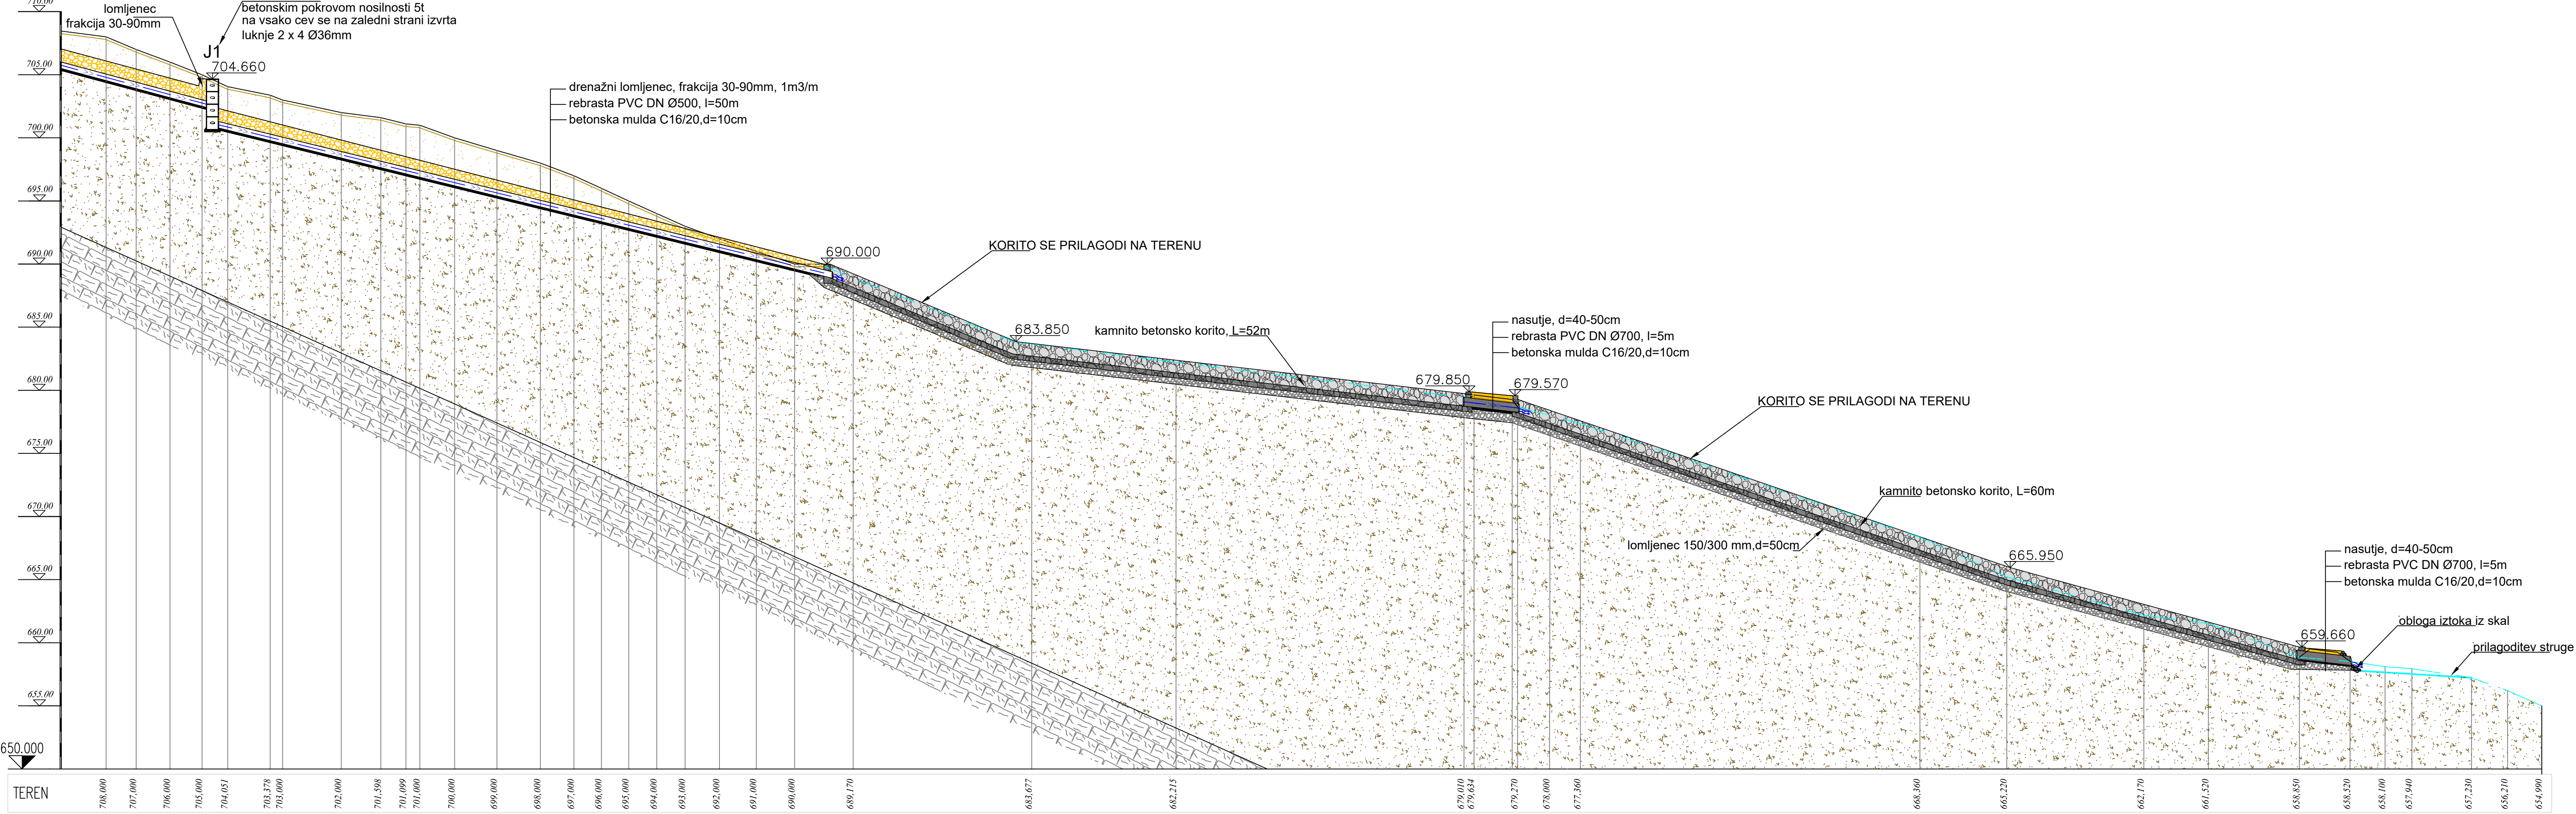 710.00
lomljenec
frakcija 30-90mm
betonskim pokrovom nosilnosti 5t
na vsako cev se na zaledni strani izvrta
luknje 2 x 4 Ø36mm
J1
704.660
705.00
drenažni lomljenec, frakcija 30-90mm, 1m3/m
rebrasta PVC DN Ø500, l=50m
betonska mulda C16/20,d=10cm
700.00
695.00
690.00
690.000
KORITO SE PRILAGODI NA TERENU
685.00
683.850
kamnito betonsko korito, L=52m
nasutje, d=40-50cm
rebrasta PVC DN Ø700, l=5m
betonska mulda C16/20,d=10cm
680.00
679.850
679.570
KORITO SE PRILAGODI NA TERENU
675.00
670.00
kamnito betonsko korito, L=60m
lomljenec 150/300 mm,d=50cm
665.00
665.950
nasutje, d=40-50cm
rebrasta PVC DN Ø700, l=5m
betonska mulda C16/20,d=10cm
660.00
659.660
obloga iztoka iz skal
prilagoditev struge
655.00
650.000
TEREN
708,000
707,000
706,000
705,000
704,051
703,378
703,000
702,000
701,598
701,099
701,000
700,000
699,000
698,000
697,000
696,000
695,000
694,000
693,000
692,000
691,000
690,000
689,170
683,677
682,215
679,010
679,634
679,270
678,000
677,360
668,360
665,220
662,170
661,520
658,850
658,520
658,100
657,940
657,230
656,210
654,990